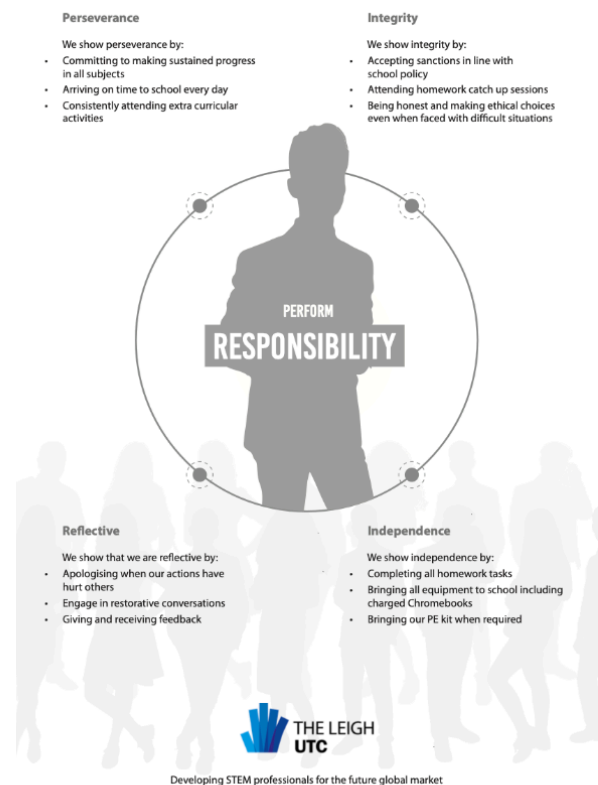 Perseverance
We show perseverance by:
• Committing to making sustained progress
in all subjects
• Arriving on time to school every day
• Consistently attending extra curricular
activities
Integrity
We show integrity by:
• Accepting sanctions in line with
school policy
• Attending homework catch up sessions
• Being honest and making ethical choices
even when faced with difficult situations
PERFORM
RESPONSIBILITY
Reflective
We show that we are reflective by:
• Apologising when our actions have
hurt others
• Engage in restorative conversations
• Giving and receiving feedback
Independence
We show independence by:
• Completing all homework tasks
• Bringing all equipment to school including
charged Chromebooks
• Bringing our PE kit when required
THE LEIGH
UTC
Developing STEM professionals for the future global market